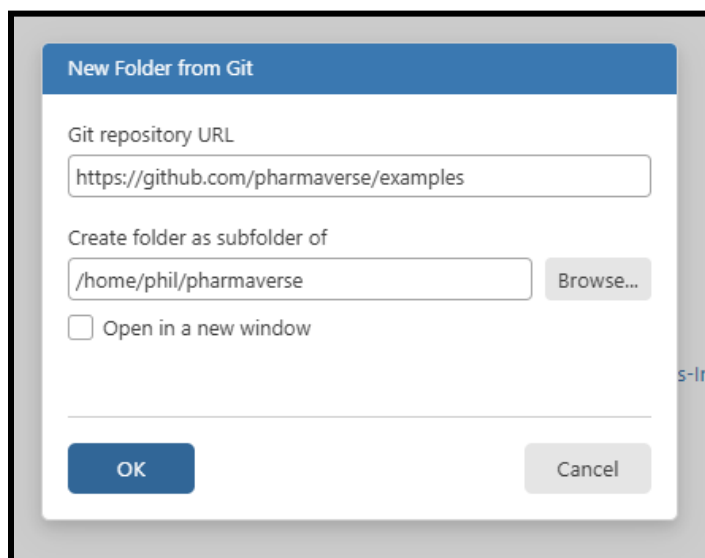 New Folder from Git
Git repository URL
https://github.com/pharmaverse/examples
Create folder as subfolder of
/home/phil/pharmaverse
Browse...
Open in a new window
OK
Cancel